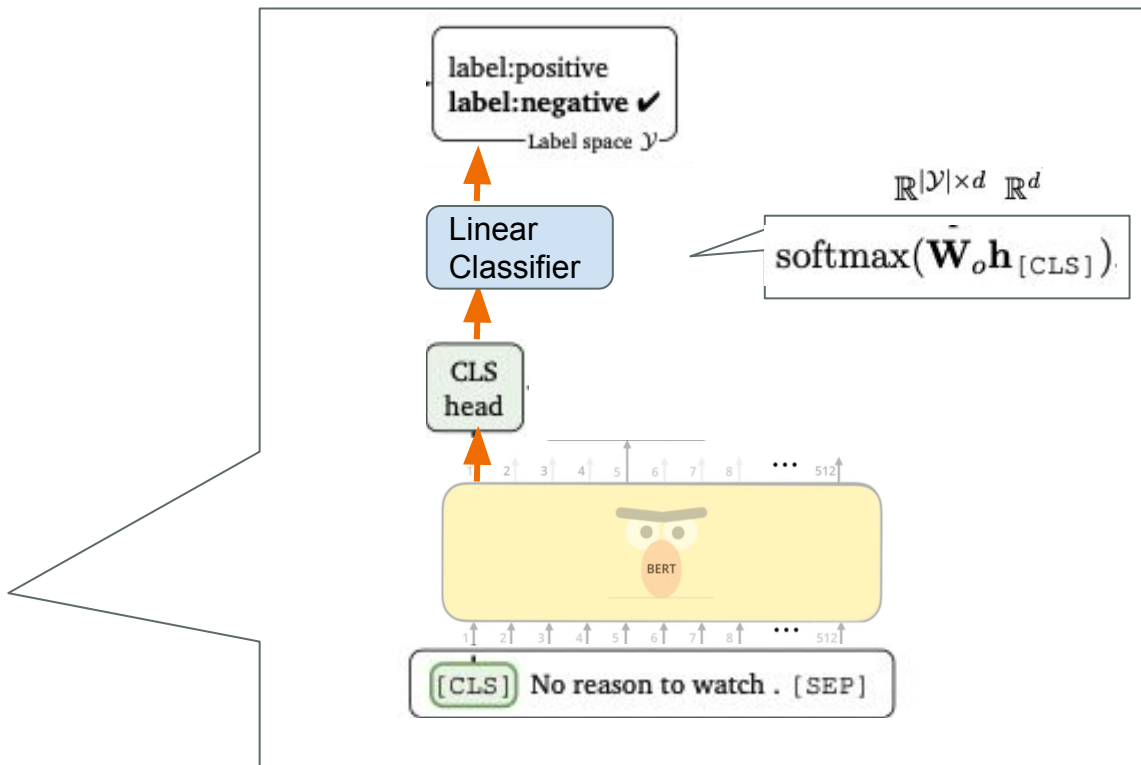 label:positive
label:negative ✔
Label space 𝒴
Linear
Classifier
ℝ^{|𝒴|×d} ℝ^d
softmax(W_o h_{[CLS]}).
CLS
head
1 2 3 4 5 6 7 8 ••• 512
BERT
1 2 3 4 5 6 7 8 ••• 512
[CLS] No reason to watch . [SEP]